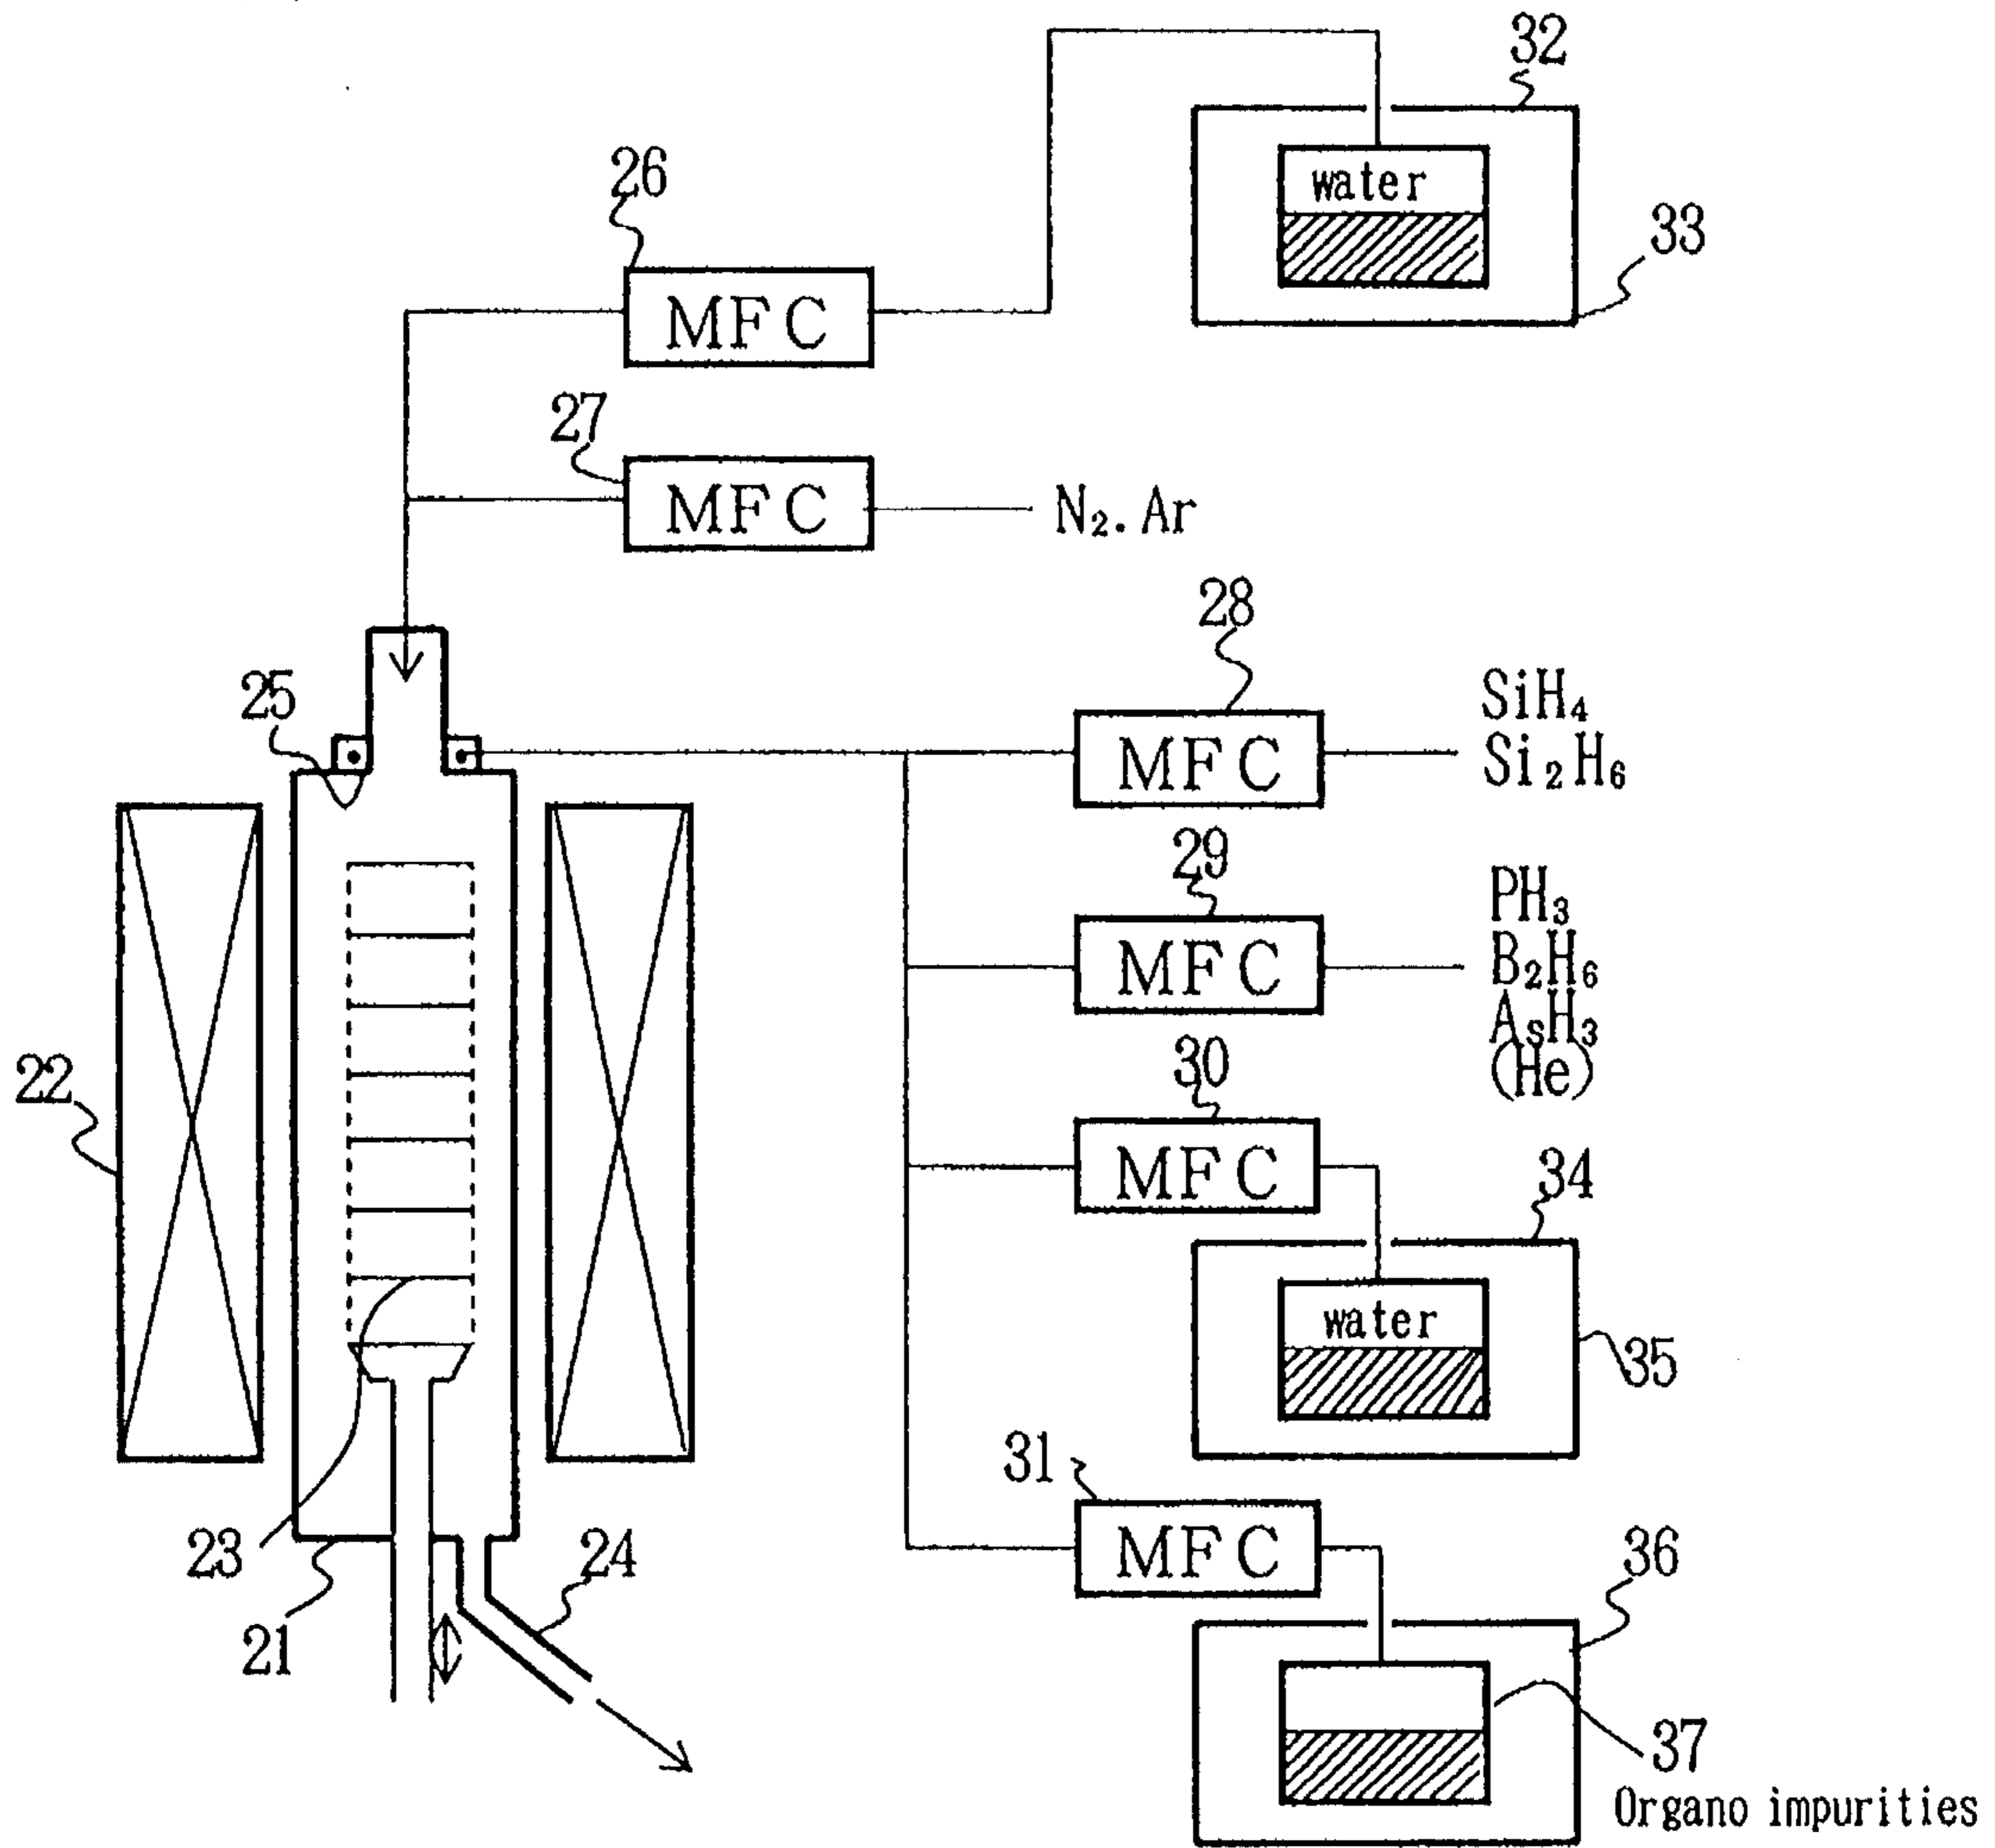 32
26
water
33
MFC
27
MFC
N₂.Ar
28
25
SiH₄
MFC
Si₂H₆
29
PH₃
MFC
B₂H₆
AsH₃
30
(He)
22
MFC
34
water
35
31
23
24
MFC
36
21
37
Organo impurities